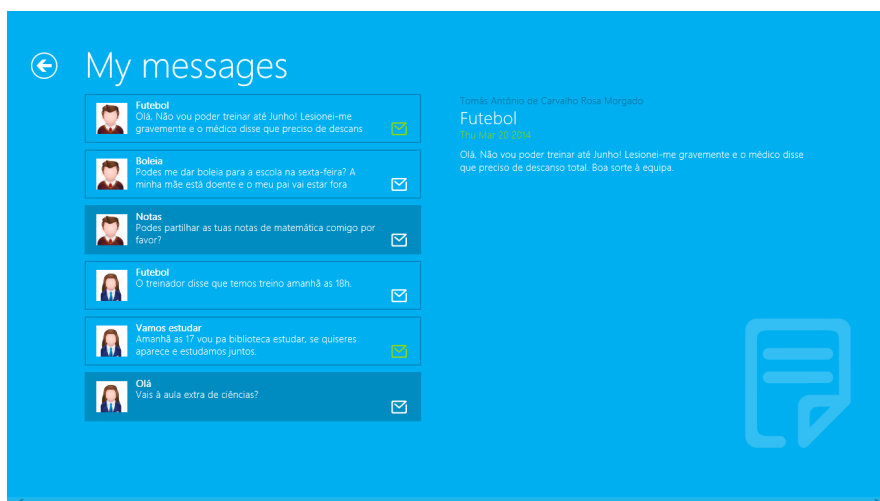 My messages
Futebol
Olá, Não vou poder treinar até Junho! Lesionei-me
gravemente e o médico disse que preciso de descans
Boleia
Podes me dar boleia para a escola na sexta-feira? A
minha mãe está doente e o meu pai vai estar fora
Notas
Podes partilhar as tuas notas de matemática comigo por
favor?
Futebol
O treinador disse que temos treino amanhã as 18h.
Vamos estudar
Amanhã as 17 vou pa biblioteca estudar, se quiseres
aparece e estudamos juntos.
Olá
Vais à aula extra de ciências?
Tomás António de Carvalho Rosa Morgado
Futebol
Thu Mar 20 2014
Olá, Não vou poder treinar até Junho! Lesionei-me gravemente e o médico disse
que preciso de descanso total. Boa sorte à equipa.